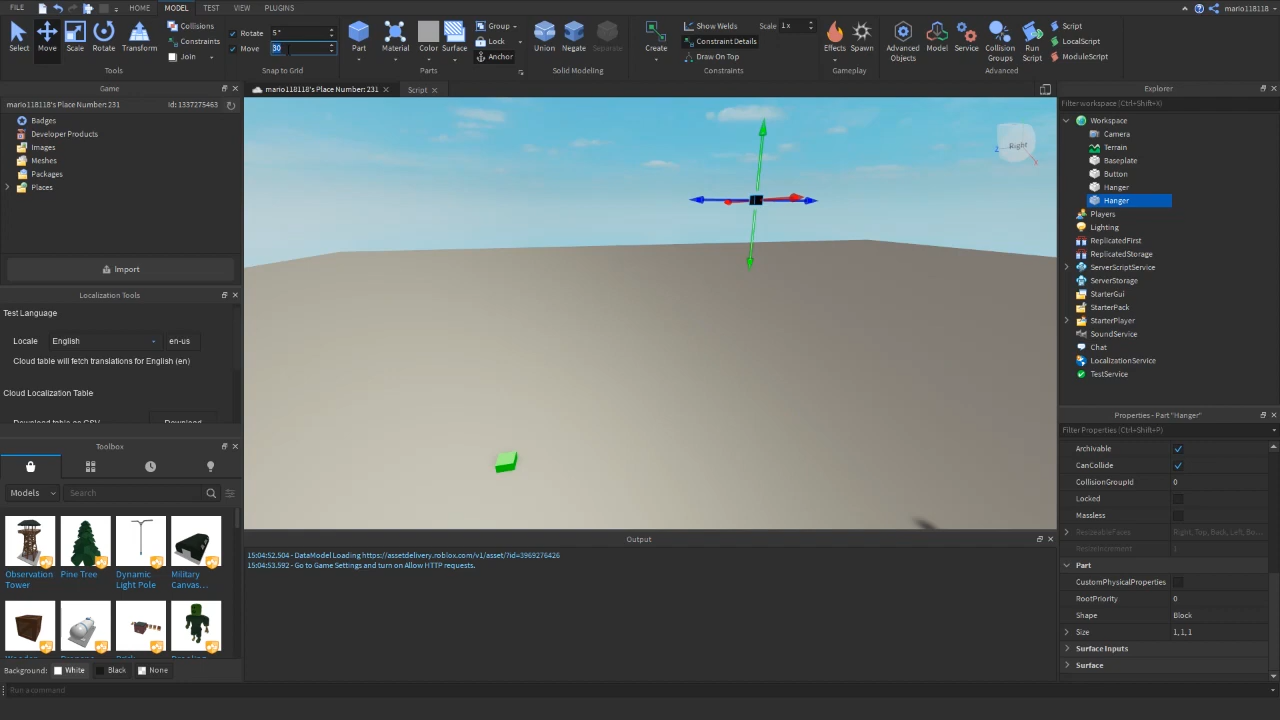 FILE
HOME
MODEL
TEST
VIEW
PLUGINS
mario118118
Select
Move
Scale
Rotate
Transform
Collisions
Constraints
Join
Tools
Rotate
5 °
Move
30
Snap to Grid
Part
Material
Color
Surface
Group
Lock
Anchor
Parts
Union
Negate
Separate
Solid Modeling
Create
Show Welds
Scale
1 x
Constraint Details
Draw On Top
Constraints
Effects
Spawn
Gameplay
Advanced Objects
Model
Service
Collision Groups
Run Script
Script
LocalScript
ModuleScript
Advanced
Game
mario118118's Place Number: 231
Id: 1337275463
Badges
Developer Products
Images
Meshes
Packages
Places
Import
Localization Tools
Test Language
Locale
English
en-us
Cloud table will fetch translations for English (en)
Cloud Localization Table
Download table as CSV
Download
Toolbox
Models
Search
Observation Tower
Pine Tree
Dynamic Light Pole
Military Canvas...
Background:
White
Black
None
Run a command
mario118118's Place Number: 231
Script
Right
Output
15:04:52.504 - DataModel Loading https://assetdelivery.roblox.com/v1/asset/?id=3969276426
15:04:53.592 - Go to Game Settings and turn on Allow HTTP requests.
Explorer
Filter workspace (Ctrl+Shift+X)
Workspace
Camera
Terrain
Baseplate
Button
Hanger
Hanger
Players
Lighting
ReplicatedFirst
ReplicatedStorage
ServerScriptService
ServerStorage
StarterGui
StarterPack
StarterPlayer
SoundService
Chat
LocalizationService
TestService
Properties - Part "Hanger"
Filter Properties (Ctrl+Shift+P)
Archivable
CanCollide
CollisionGroupId
0
Locked
Massless
Part
CustomPhysicalProperties
RootPriority
0
Shape
Block
Size
1, 1, 1
Surface Inputs
Surface